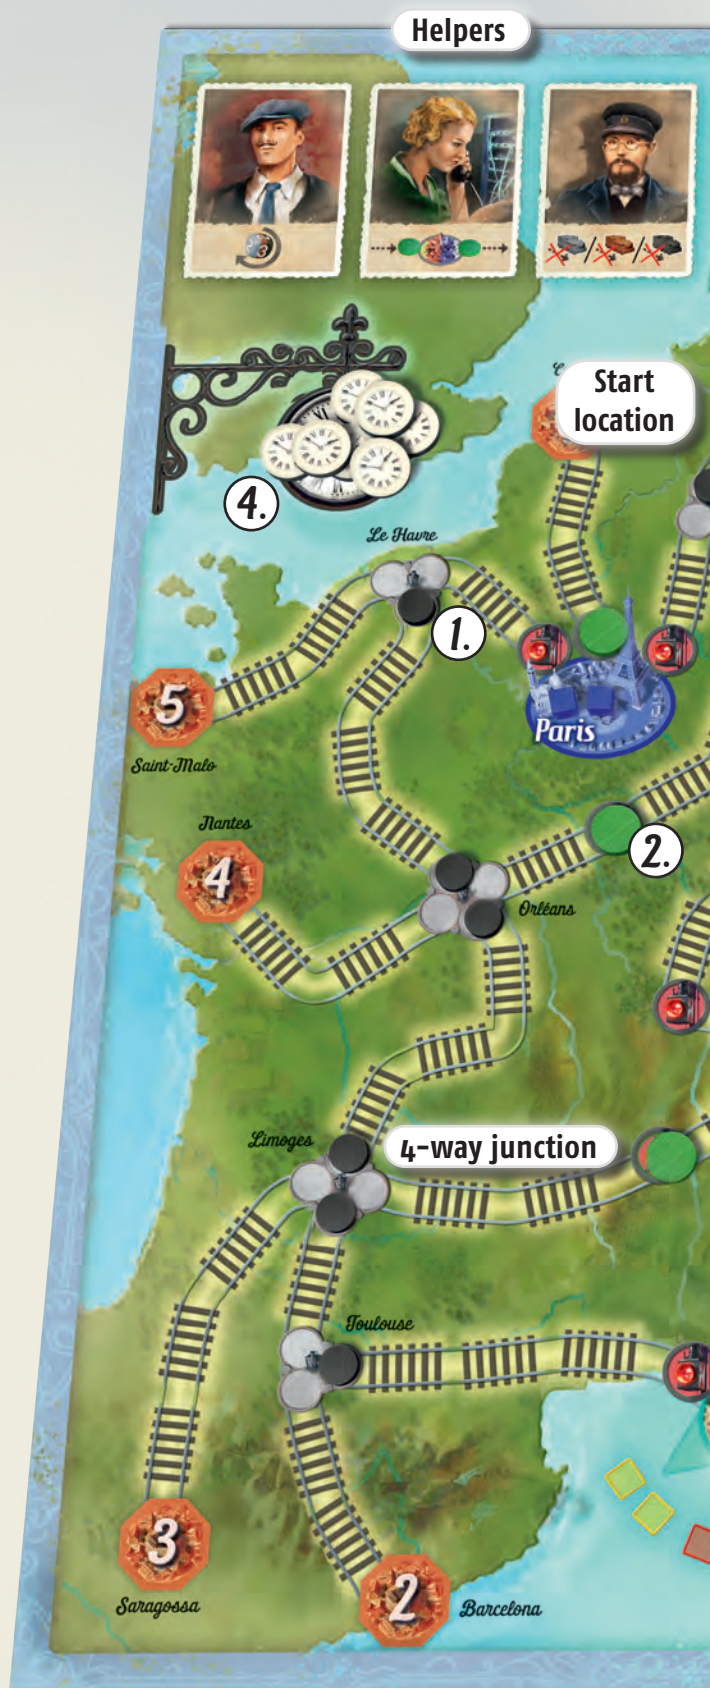 Helpers
Start
location
4.
Le Havre
1.
5
Paris
Saint-Malo
Nantes
2.
4
Orléans
Limoges
4-way junction
Toulouse
3
2
Saragossa
Barcelona